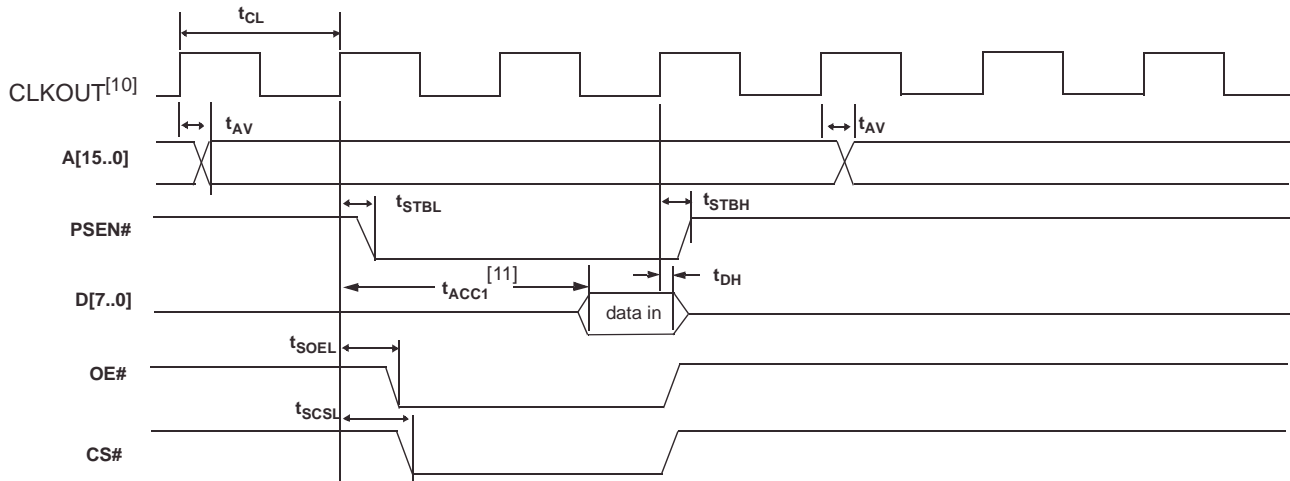 tCL
CLKOUT[10]
tAV
tAV
A[15..0]
tSTBL
tSTBH
PSEN#
[11]
tACC1
tDH
D[7..0]
data in
tSOEL
OE#
tSCSL
CS#